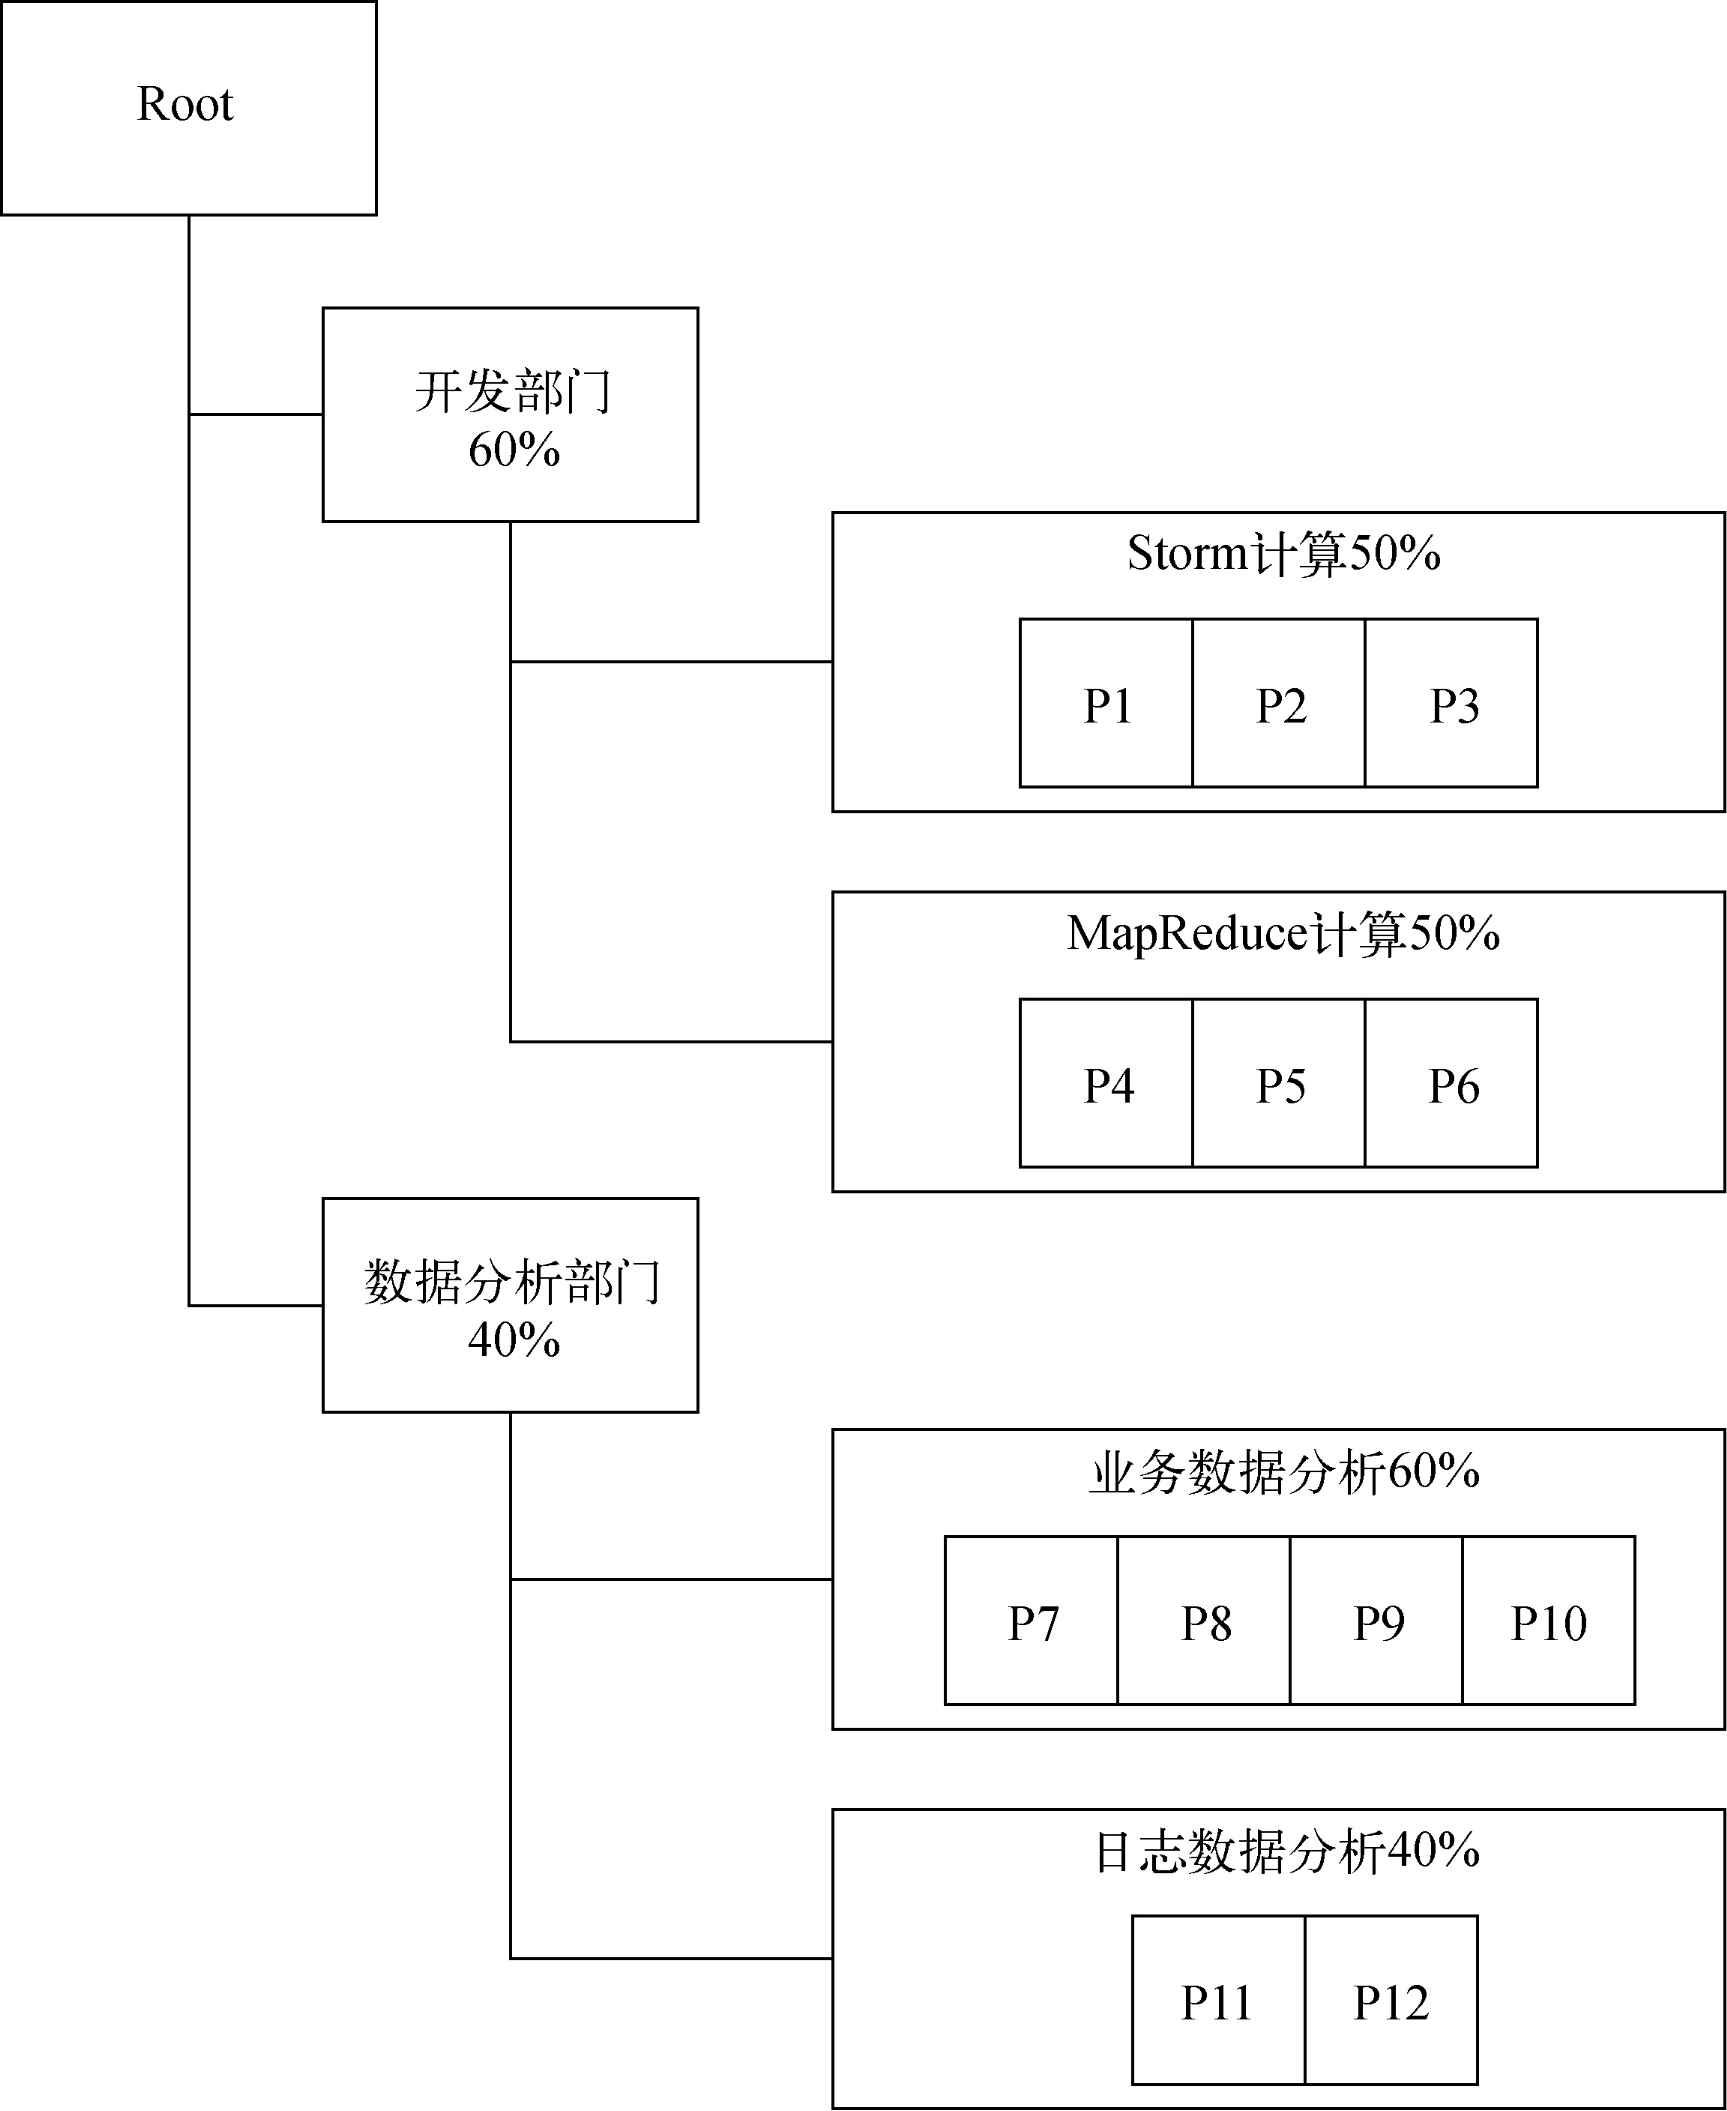 Root
开发部门
60%
Storm计算50%
P1 P2 P3
MapReduce计算50%
P4 P5 P6
数据分析部门
40%
业务数据分析60%
P7 P8 P9 P10
日志数据分析40%
P11 P12